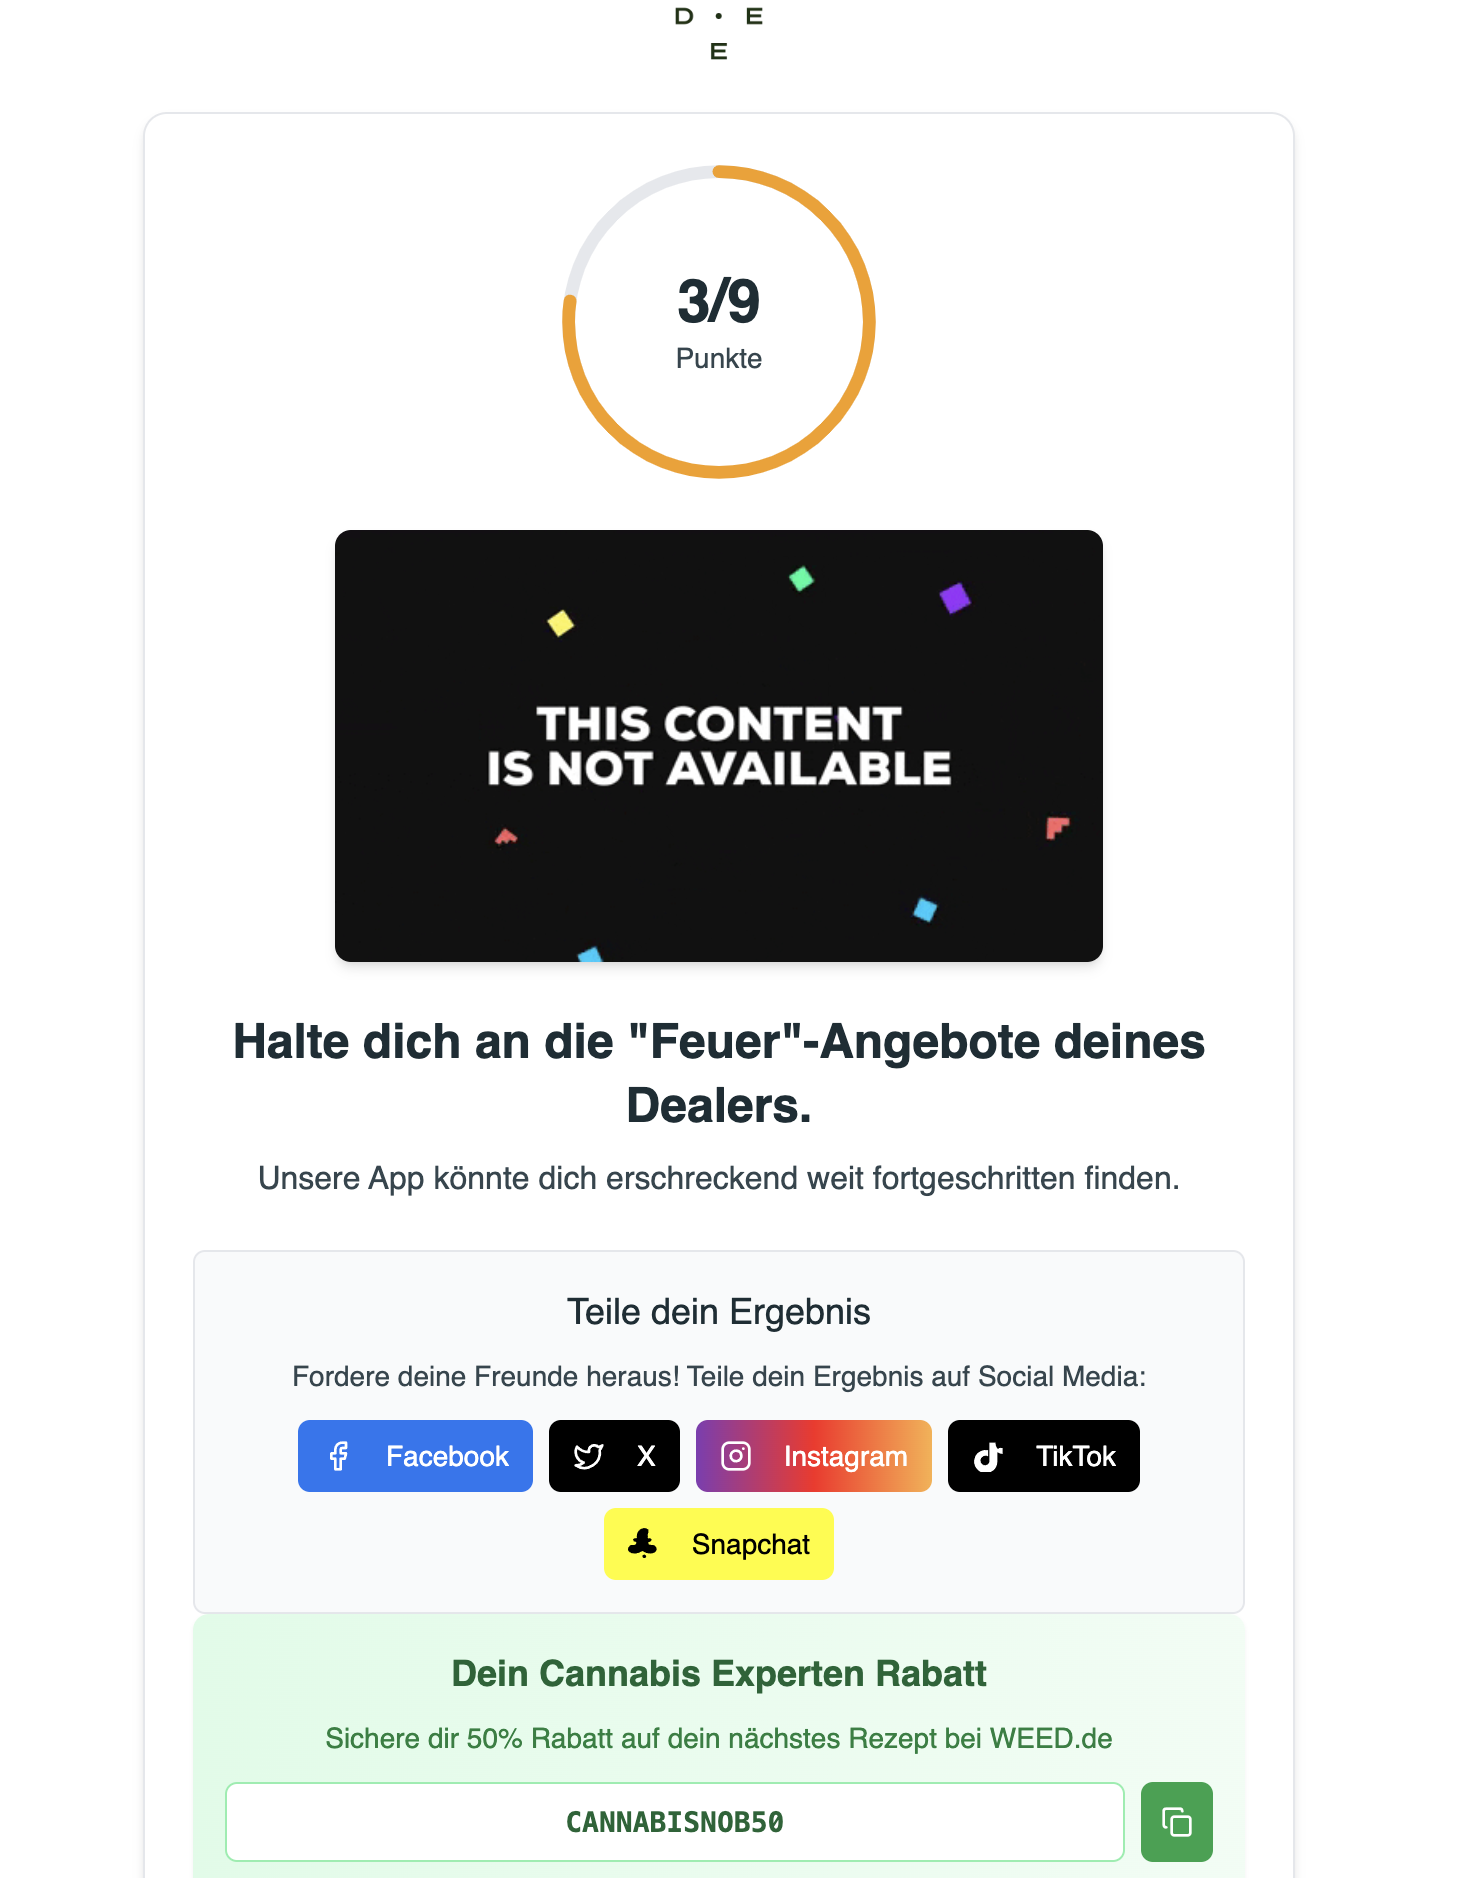 D • E
E
3/9
Punkte
THIS CONTENT
IS NOT AVAILABLE
Halte dich an die "Feuer"-Angebote deines
Dealers.
Unsere App könnte dich erschreckend weit fortgeschritten finden.
Teile dein Ergebnis
Fordere deine Freunde heraus! Teile dein Ergebnis auf Social Media:
Facebook
X
Instagram
TikTok
Snapchat
Dein Cannabis Experten Rabatt
Sichere dir 50% Rabatt auf dein nächstes Rezept bei WEED.de
CANNABISNOB50